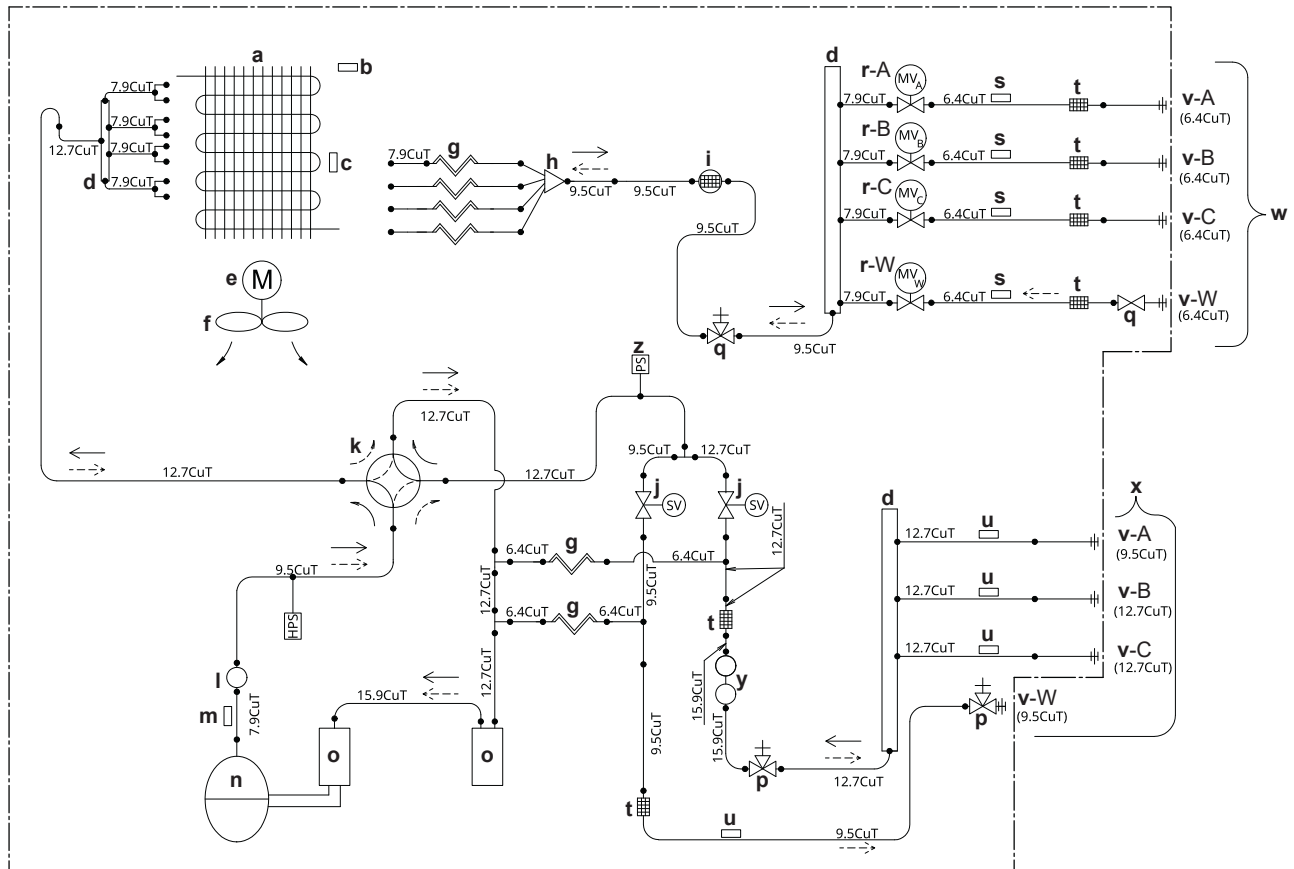 a
b
7.9CuT
7.9CuT
7.9CuT
7.9CuT
12.7CuT
d
c
e
M
f
7.9CuT
g
h
9.5CuT
9.5CuT
i
9.5CuT
q
9.5CuT
d
r-A
MVA
7.9CuT
6.4CuT
s
t
v-A
(6.4CuT)
r-B
MVB
7.9CuT
6.4CuT
s
t
v-B
(6.4CuT)
r-C
MVC
7.9CuT
6.4CuT
s
t
v-C
(6.4CuT)
r-W
MVW
7.9CuT
6.4CuT
s
t
q
v-W
(6.4CuT)
w
z
PS
12.7CuT
k
12.7CuT
12.7CuT
9.5CuT
12.7CuT
j
SV
j
SV
12.7CuT
6.4CuT
g
6.4CuT
9.5CuT
12.7CuT
6.4CuT
g
6.4CuT
t
12.7CuT
9.5CuT
HPS
l
m
7.9CuT
n
15.9CuT
o
o
15.9CuT
y
15.9CuT
9.5CuT
p
12.7CuT
t
u
9.5CuT
d
12.7CuT
u
v-A
(9.5CuT)
12.7CuT
u
v-B
(12.7CuT)
12.7CuT
u
v-C
(12.7CuT)
p
v-W
(9.5CuT)
x